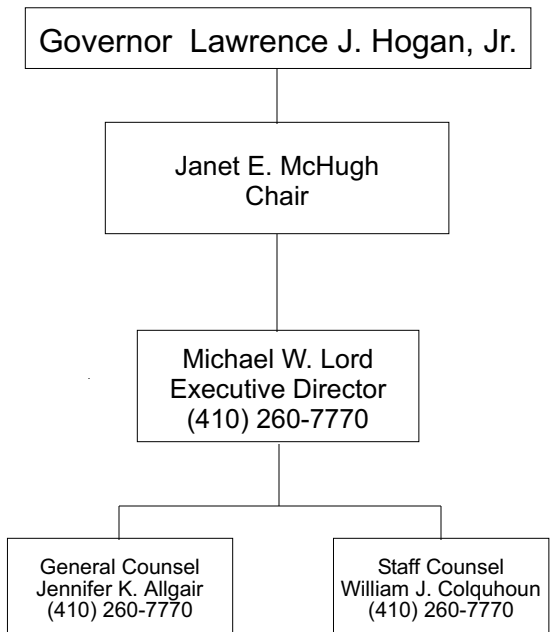 Governor  Lawrence J. Hogan, Jr.
Janet E. McHugh
Chair
Michael W. Lord
Executive Director
(410) 260-7770
General Counsel
Jennifer K. Allgair
(410) 260-7770
Staff Counsel
William J. Colquhoun
(410) 260-7770